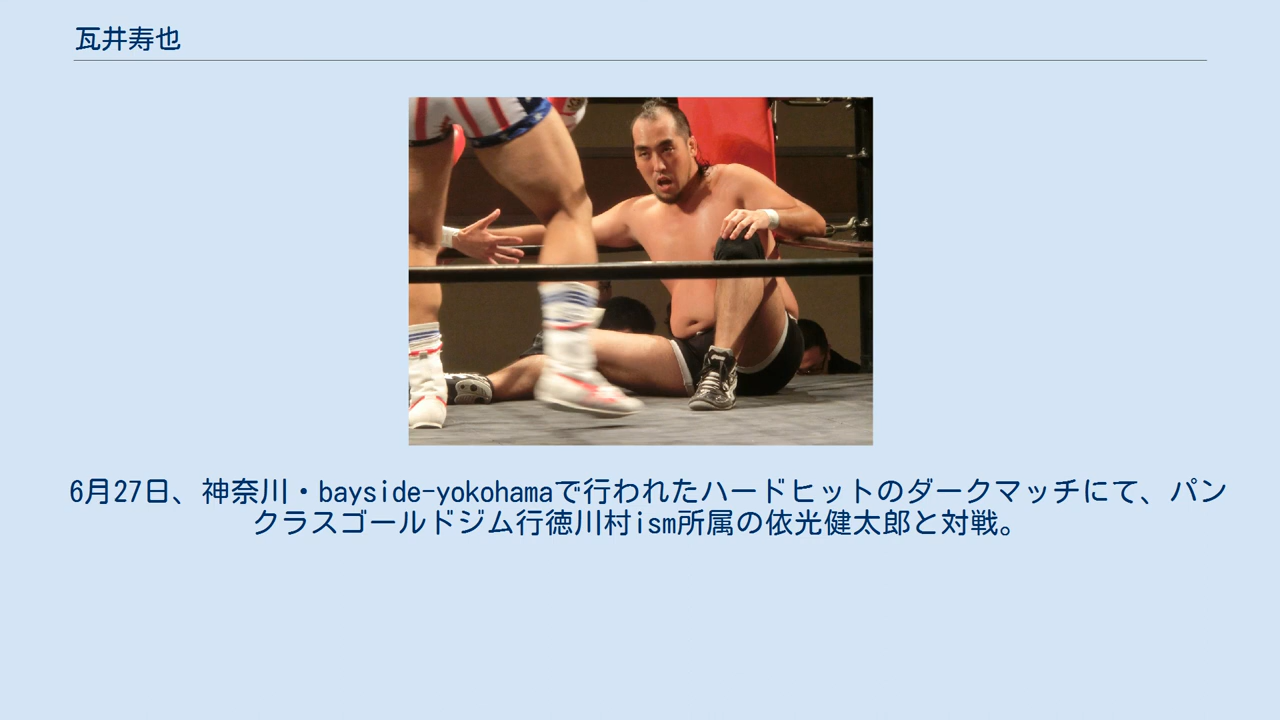 瓦井寿也
6月27日、神奈川・bayside-yokohamaで行われたハードヒットのダークマッチにて、パン
クラスゴールドジム行徳川村ism所属の依光健太郎と対戦。